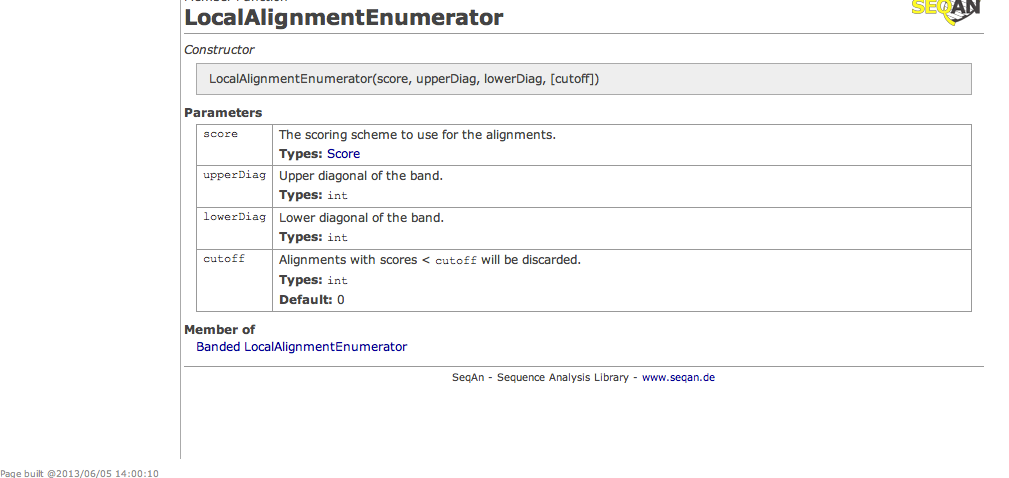 Member Function
LocalAlignmentEnumerator
SEQAN
Constructor
LocalAlignmentEnumerator(score, upperDiag, lowerDiag, [cutoff])
Parameters
score The scoring scheme to use for the alignments.
Types: Score
upperDiag Upper diagonal of the band.
Types: int
lowerDiag Lower diagonal of the band.
Types: int
cutoff Alignments with scores < cutoff will be discarded.
Types: int
Default: 0
Member of
Banded LocalAlignmentEnumerator
SeqAn - Sequence Analysis Library - www.seqan.de
Page built @2013/06/05 14:00:10